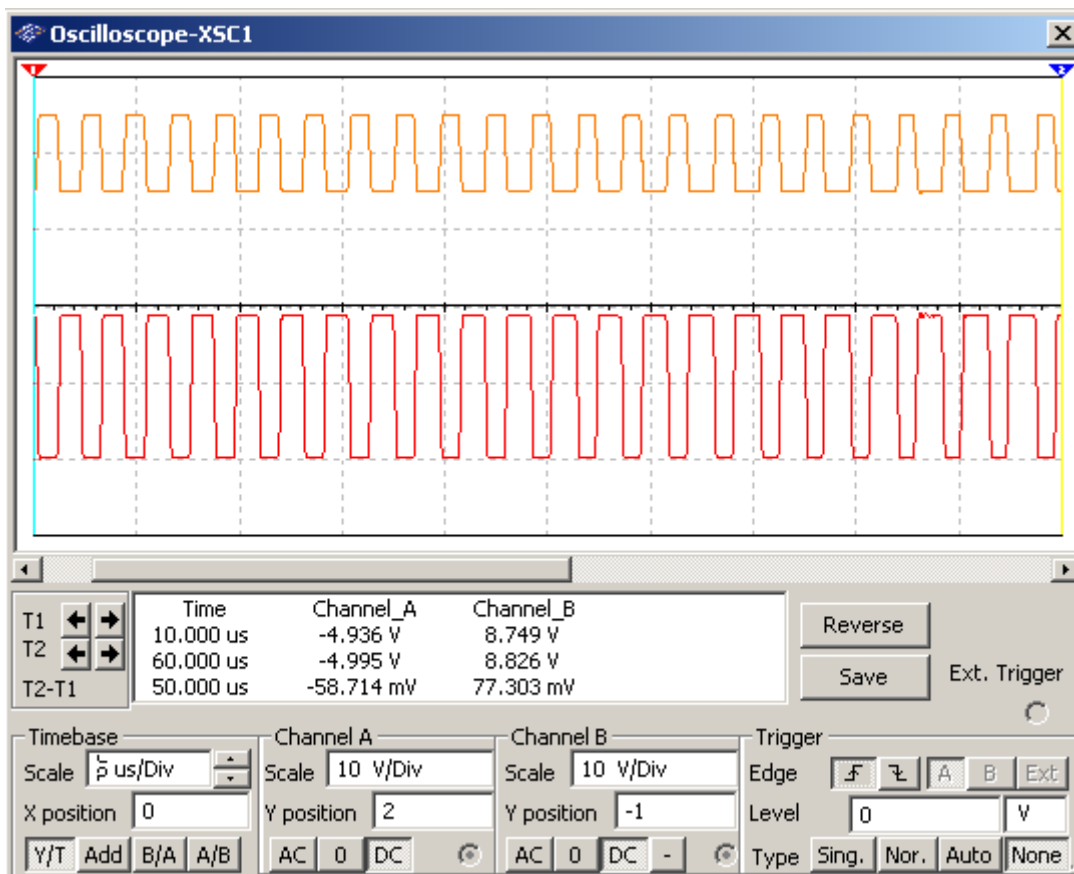 Oscilloscope-XSC1
1 2
T1
T2
T2-T1
Time Channel_A Channel_B
10.000 us -4.936 V 8.749 V
60.000 us -4.995 V 8.826 V
50.000 us -58.714 mV 77.303 mV
Reverse
Save
Ext. Trigger
Timebase
Scale us/Div
X position 0
Y/T Add B/A A/B
Channel A
Scale 10 V/Div
Y position 2
AC 0 DC
Channel B
Scale 10 V/Div
Y position -1
AC 0 DC -
Trigger
Edge A B Ext
Level 0 V
Type Sing. Nor. Auto None